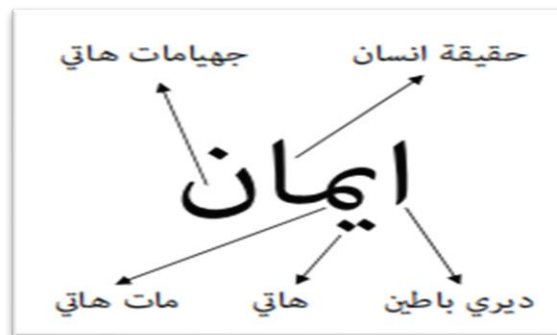 حقيقة انسان جهيامات هاتي
ايمان
ديري باطين هاتي مات هاتي